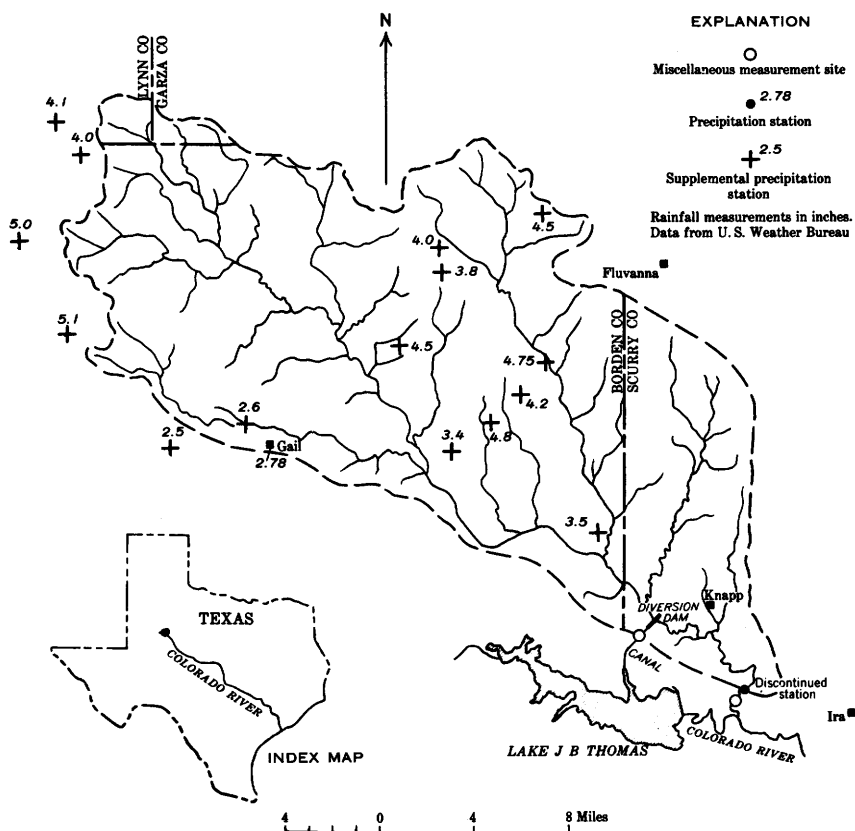 EXPLANATION
Miscellaneous measurement site
2.78
Precipitation station
2.5
Supplemental precipitation
station
Rainfall measurements in inches.
Data from U. S. Weather Bureau
N
LYNN CO
GARZA CO
4.1
4.0
5.0
5.1
4.5
4.0
3.8
Fluvanna
BORDEN CO
SCURRY CO
4.5
4.75
4.2
2.6
2.5
Gail
2.78
3.4
4.8
3.5
Knapp
DIVERSION
DAM
CANAL
Discontinued
station
Ira
LAKE J B THOMAS
COLORADO RIVER
TEXAS
COLORADO RIVER
INDEX MAP
4 0 4 8 Miles